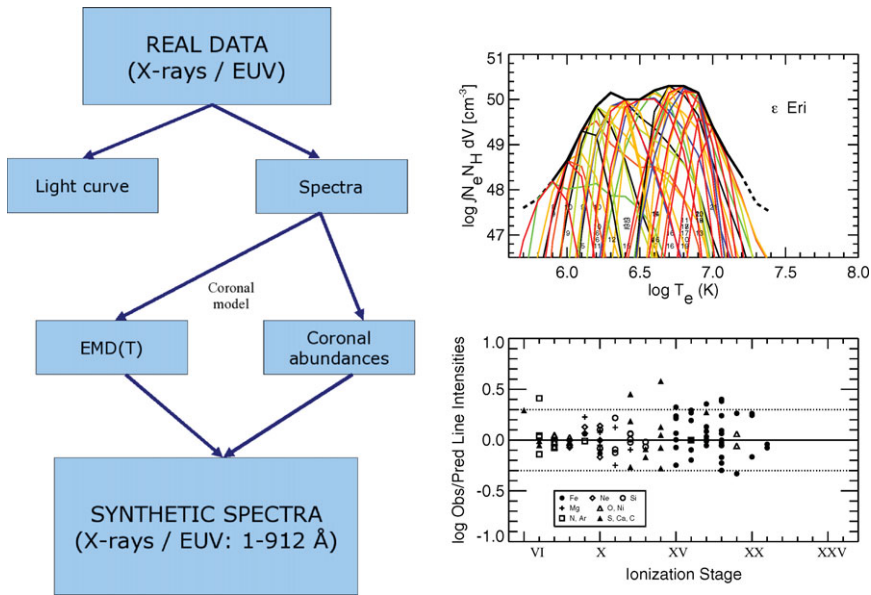 REAL DATA
(X-rays / EUV)
Light curve
Spectra
Coronal
model
EMD(T)
Coronal
abundances
SYNTHETIC SPECTRA
(X-rays / EUV: 1-912 Å)
log ∫N_e N_H dV [cm⁻³]
51
50
49
48
47
ε Eri
6.0 6.5 7.0 7.5 8.0
log T_e (K)
log Obs/Pred Line Intensities
1.0
0.5
0.0
-0.5
-1.0
Fe Ne Si
Mg O, Ni
N, Ar S, Ca, C
VI X XV XX XXV
Ionization Stage